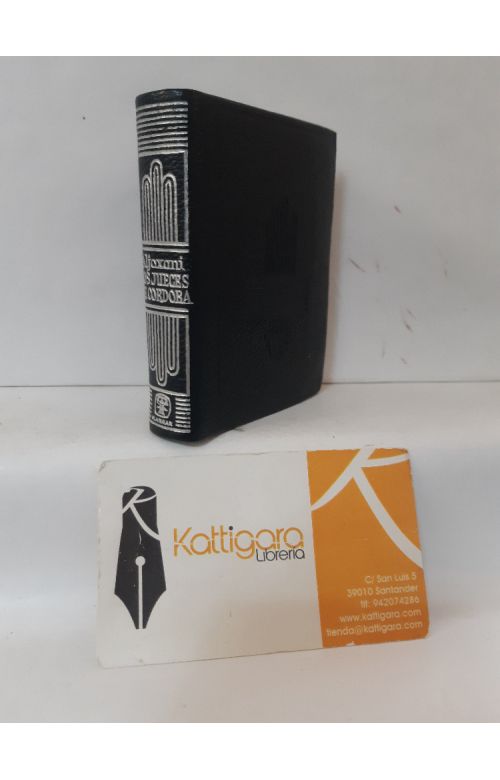 Aljoxani
LOS JUECES
DE CORDOBA
AGUILAR
K
Kattigara
Librería
K
C/ San Luis 5
39010 Santander
tlf: 942074286
www.kattigara.com
tienda@kattigara.com